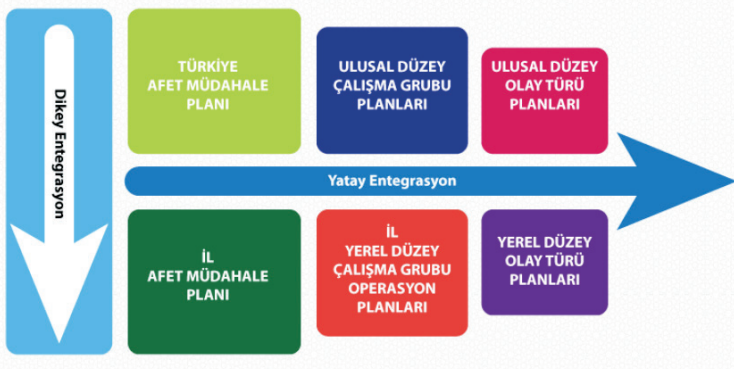 Dikey Entegrasyon
TÜRKİYE
AFET MÜDAHALE
PLANI
ULUSAL DÜZEY
ÇALIŞMA GRUBU
PLANLARI
ULUSAL DÜZEY
OLAY TÜRÜ
PLANLARI
Yatay Entegrasyon
İL
AFET MÜDAHALE
PLANI
İL
YEREL DÜZEY
ÇALIŞMA GRUBU
OPERASYON
PLANLARI
YEREL DÜZEY
OLAY TÜRÜ
PLANLARI